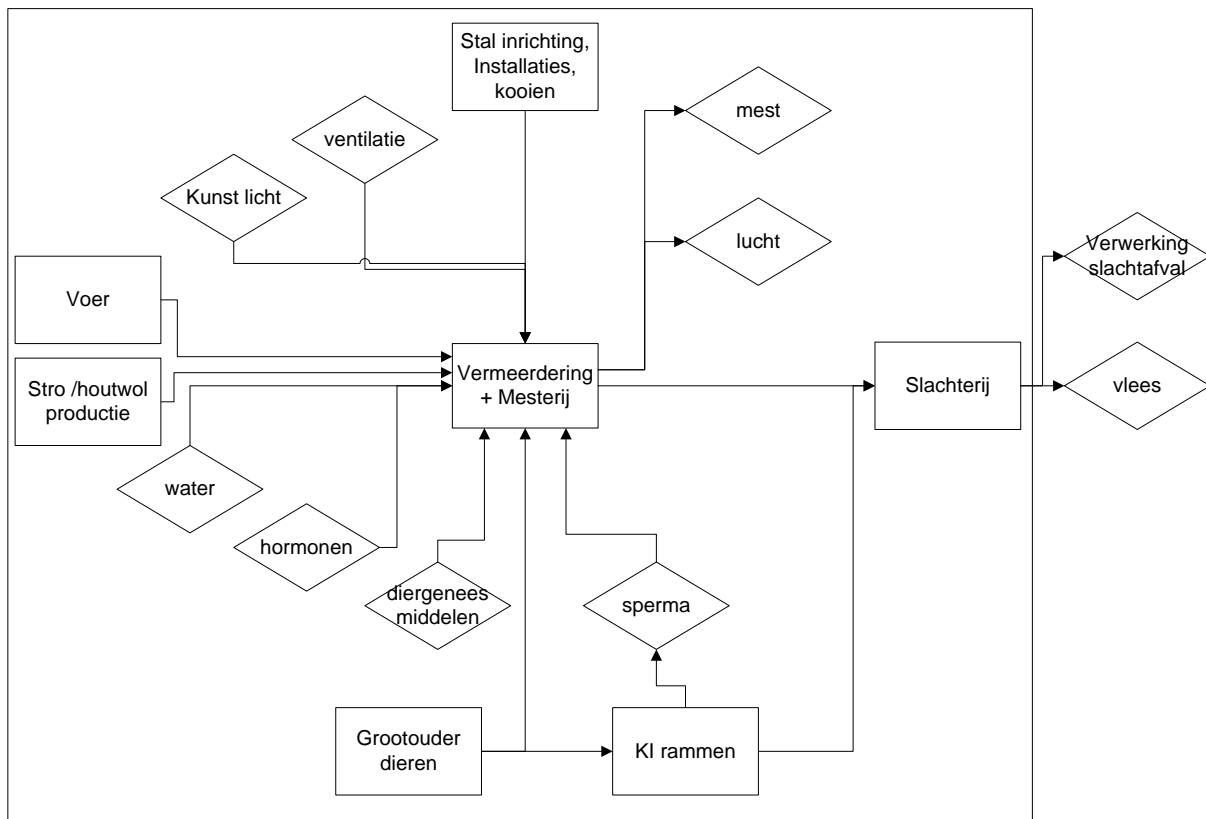 Stal inrichting,
Installaties,
kooien
mest
ventilatie
Kunst licht
lucht
Verwerking
slachtafval
Voer
Vermeerdering
+ Mesterij
Slachterij
vlees
Stro /houtwol
productie
water
hormonen
diergenees
middelen
sperma
Grootouder
dieren
KI rammen